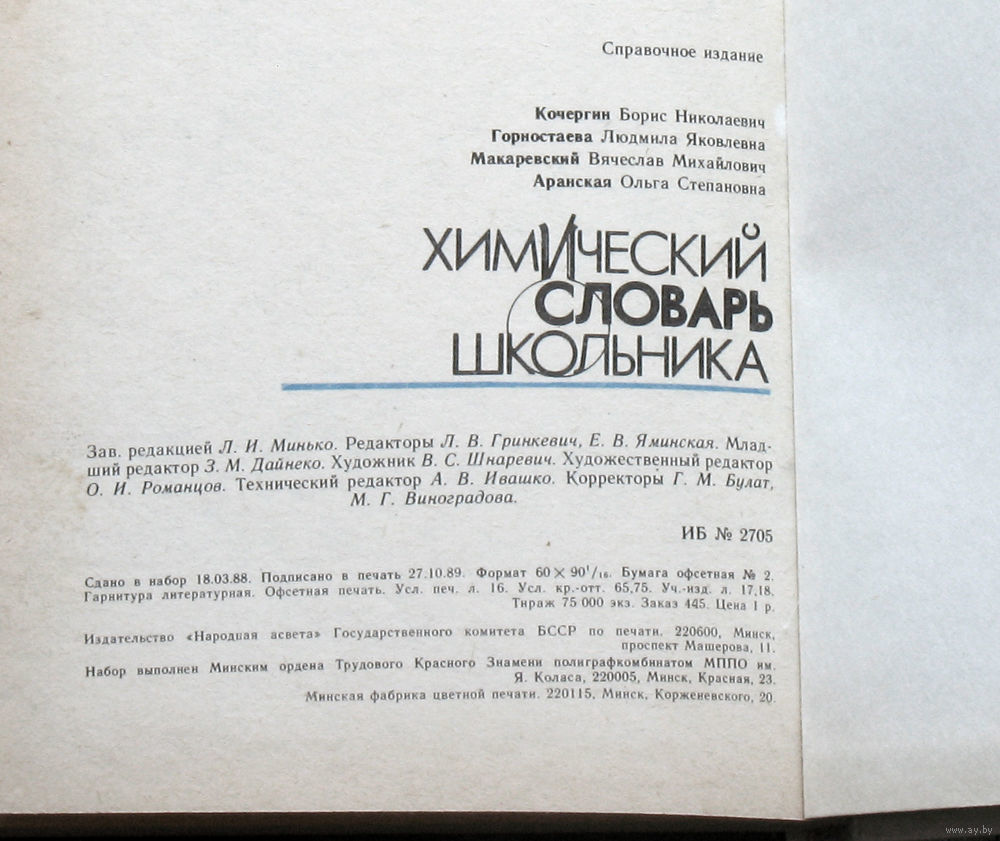 Справочное издание
Кочергин Борис Николаевич
Горностаева Людмила Яковлевна
Макаревский Вячеслав Михайлович
Аранская Ольга Степановна
ХИМИЧЕСКИЙ
СЛОВАРЬ
ШКОЛЬНИКА
Зав. редакцией Л. И. Минько. Редакторы Л. В. Гринкевич, Е. В. Яминская. Млад-
ший редактор З. М. Дайнеко. Художник В. С. Шнаревич. Художественный редактор
О. И. Романцов. Технический редактор А. В. Ивашко. Корректоры Г. М. Булат,
М. Г. Виноградова.
ИБ № 2705
Сдано в набор 18.03.88. Подписано в печать 27.10.89. Формат 60×90¹/₁₆. Бумага офсетная № 2.
Гарнитура литературная. Офсетная печать. Усл. печ. л. 16. Усл. кр.-отт. 65,75. Уч.-изд. л. 17,18.
Тираж 75 000 экз. Заказ 445. Цена 1 р.
Издательство «Народная асвета» Государственного комитета БССР по печати. 220600, Минск,
проспект Машерова, 11.
Набор выполнен Минским ордена Трудового Красного Знамени полиграфкомбинатом МППО им.
Я. Коласа, 220005, Минск, Красная, 23.
Минская фабрика цветной печати. 220115, Минск, Корженевского, 20.
www.ay.by